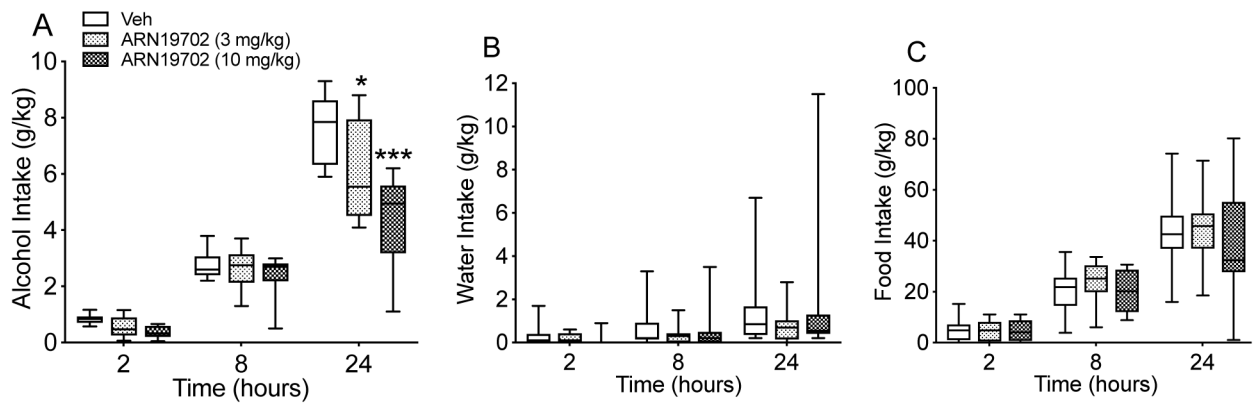 A
Veh
ARN19702 (3 mg/kg)
ARN19702 (10 mg/kg)
10
8
6
4
2
0
Alcohol Intake (g/kg)
*
***
2 8 24
Time (hours)
B
12
10
8
6
4
2
0
Water Intake (g/kg)
2 8 24
Time (hours)
C
100
80
60
40
20
0
Food Intake (g/kg)
2 8 24
Time (hours)